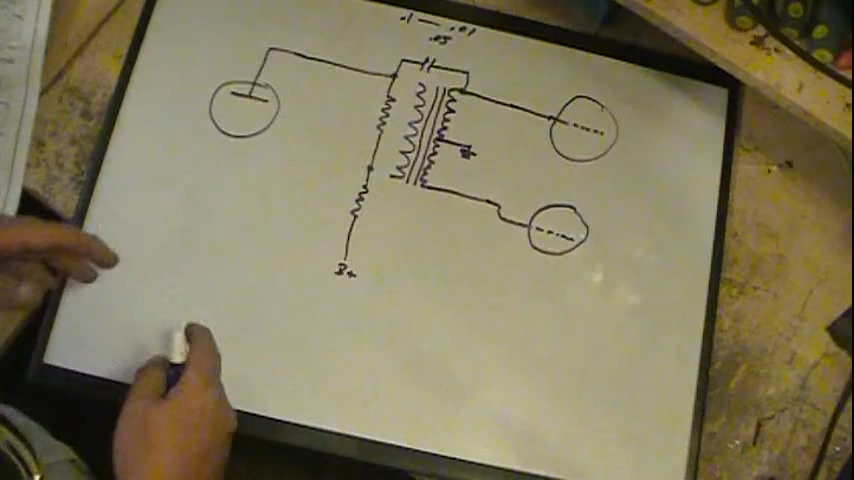 .1 — .01
.05
B+